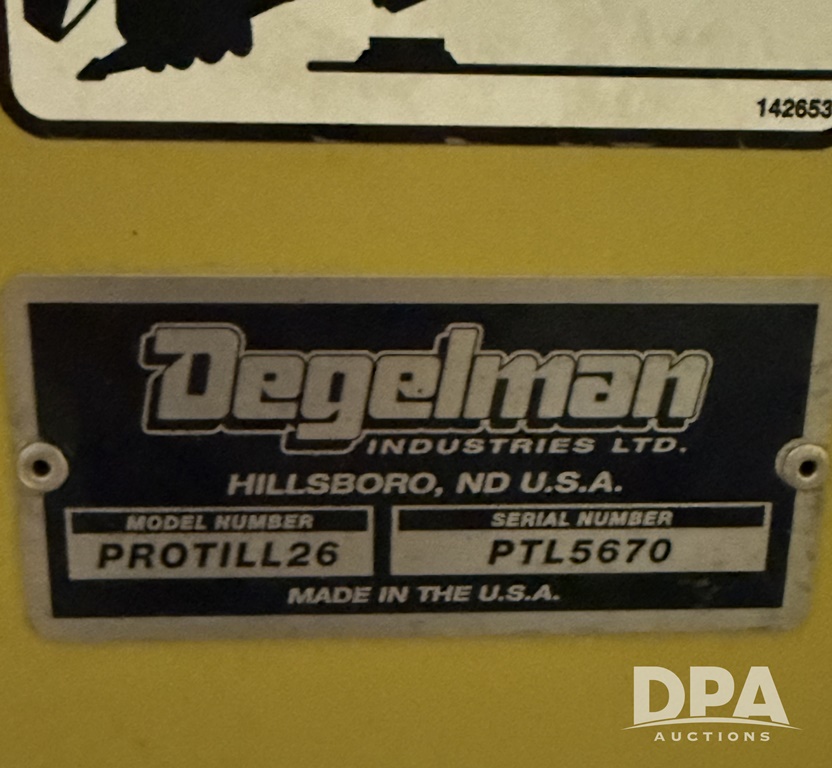 142653
Degelman
INDUSTRIES LTD.
HILLSBORO, ND U.S.A.
MODEL NUMBER
PROTILL26
SERIAL NUMBER
PTL5670
MADE IN THE U.S.A.
DPA
AUCTIONS